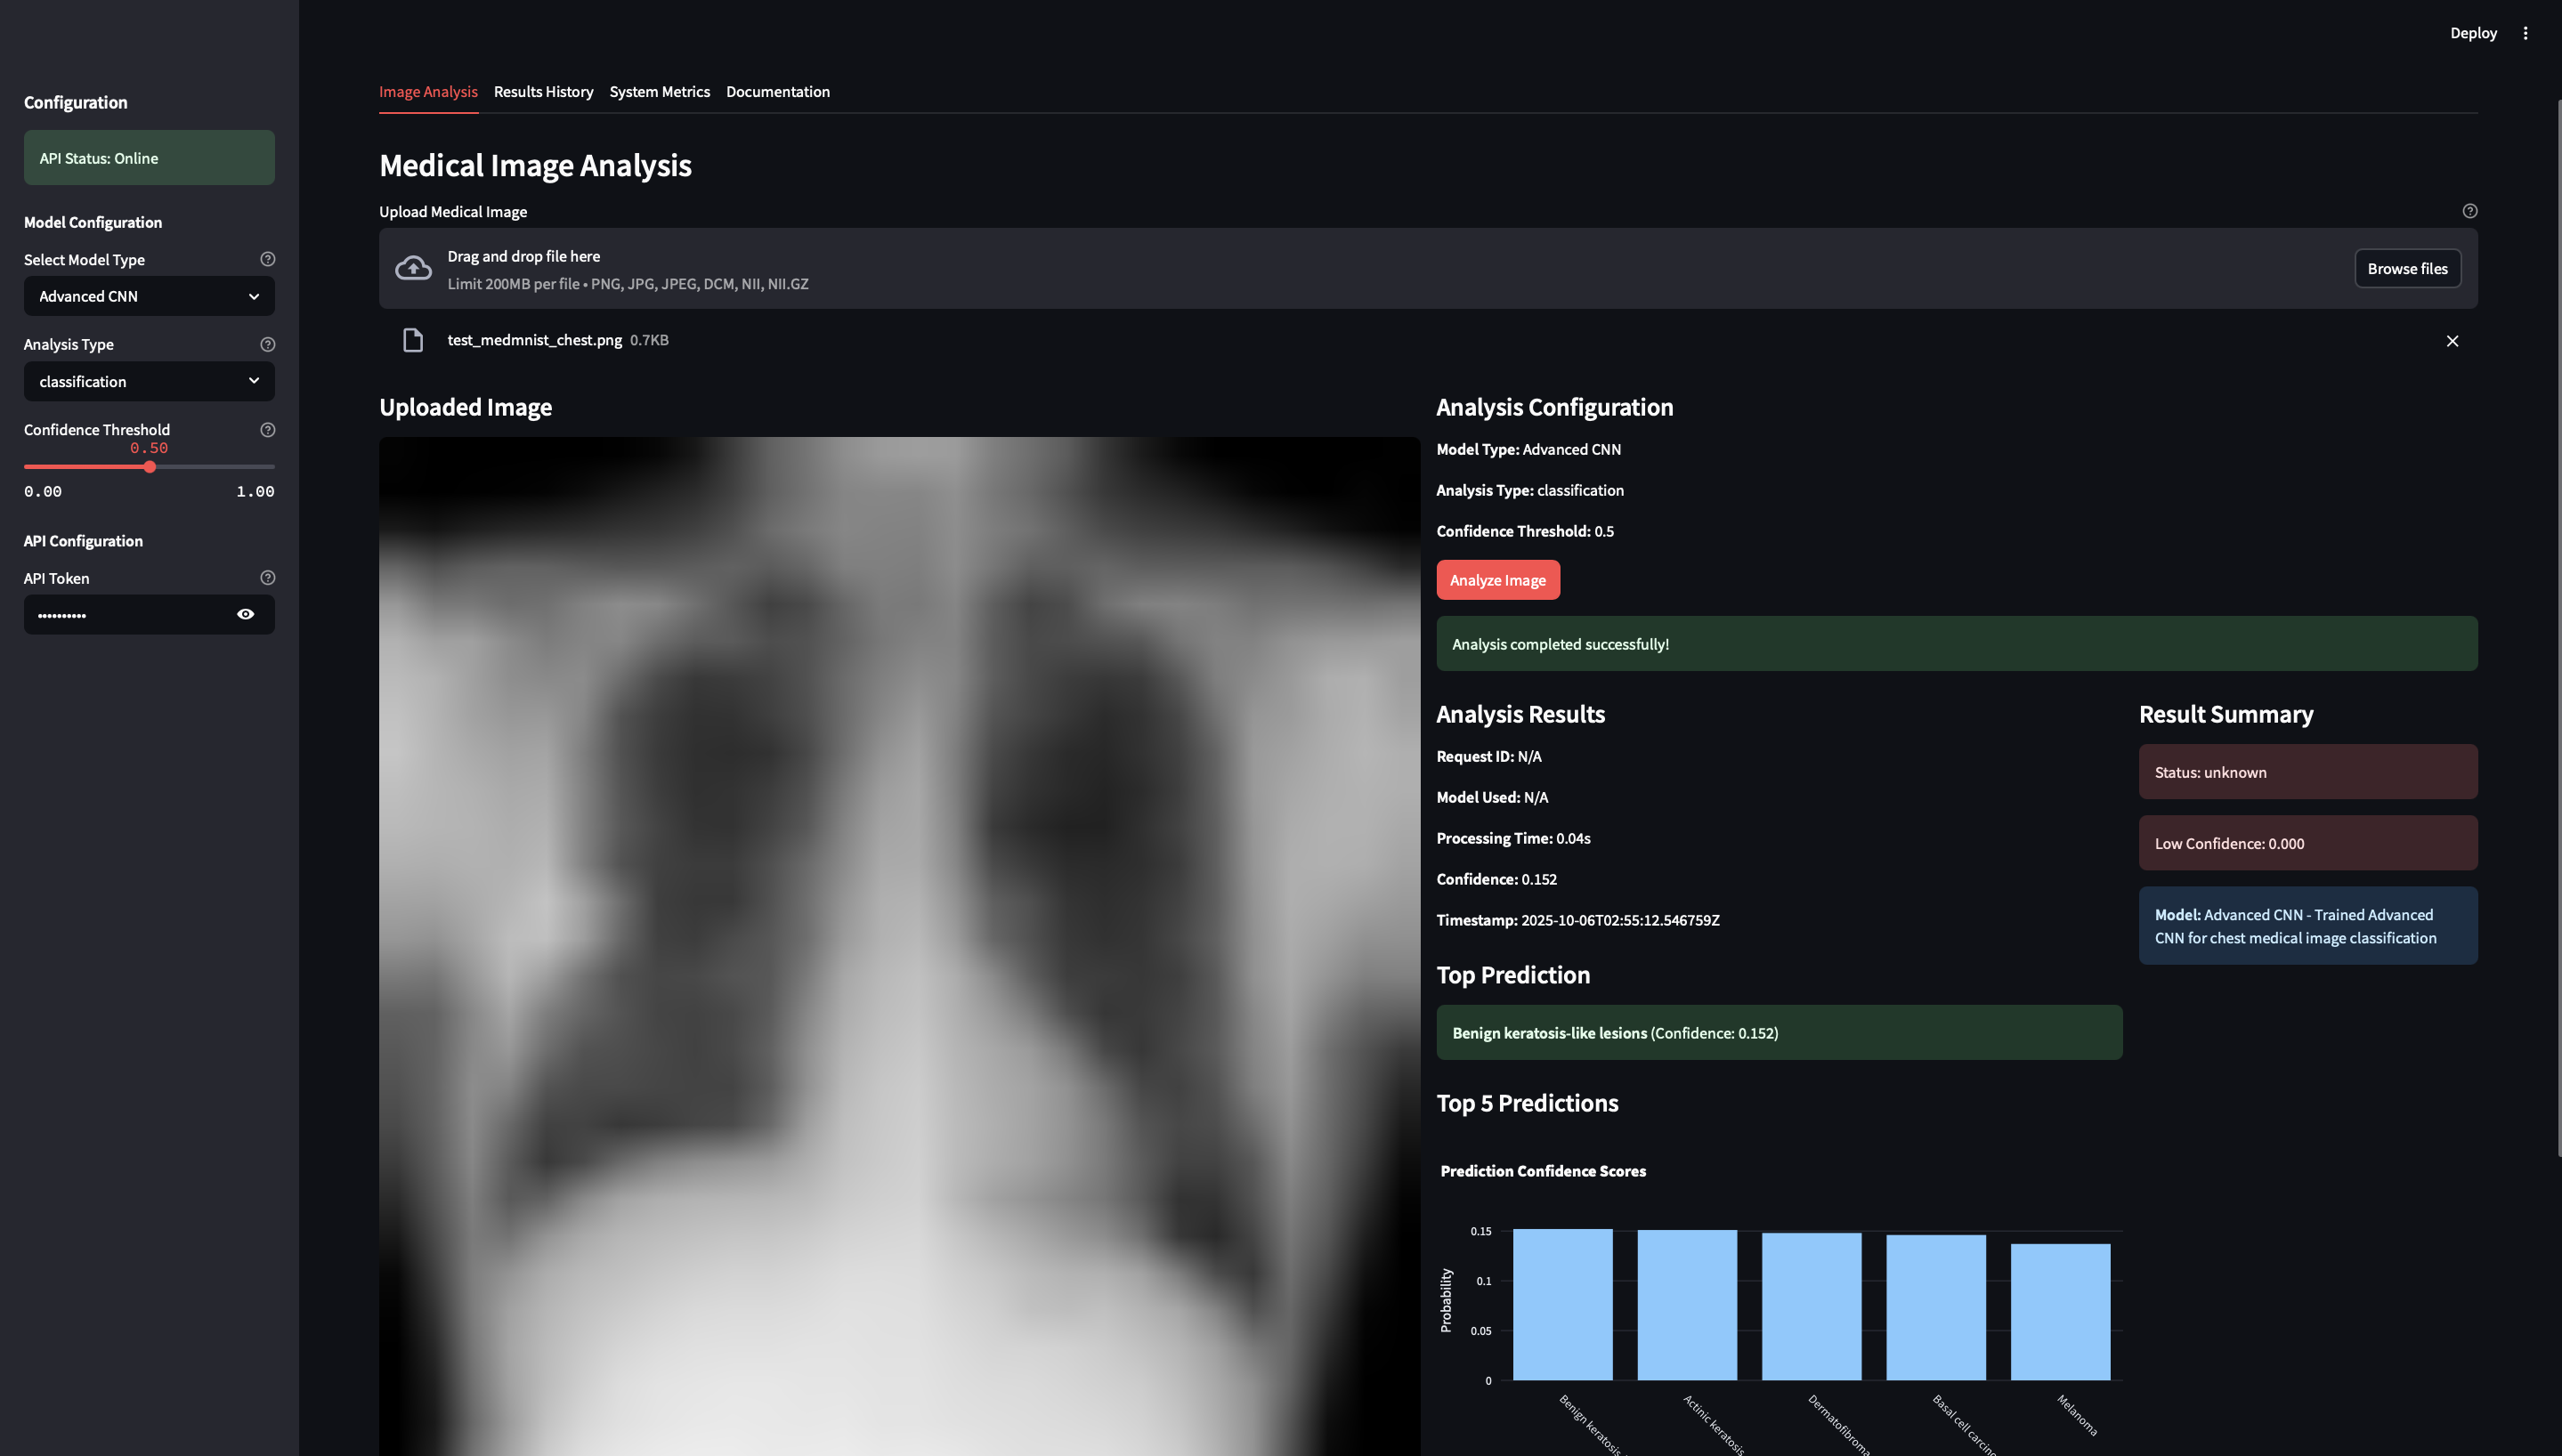 Deploy
Configuration
API Status: Online
Model Configuration
Select Model Type
Advanced CNN
Analysis Type
classification
Confidence Threshold
0.50
0.00 1.00
API Configuration
API Token
••••••••••
Image Analysis Results History System Metrics Documentation
Medical Image Analysis
Upload Medical Image
Drag and drop file here
Limit 200MB per file • PNG, JPG, JPEG, DCM, NII, NII.GZ
Browse files
test_medmnist_chest.png 0.7KB
Uploaded Image
Analysis Configuration
Model Type: Advanced CNN
Analysis Type: classification
Confidence Threshold: 0.5
Analyze Image
Analysis completed successfully!
Analysis Results
Request ID: N/A
Model Used: N/A
Processing Time: 0.04s
Confidence: 0.152
Timestamp: 2025-10-06T02:55:12.546759Z
Top Prediction
Benign keratosis-like lesions (Confidence: 0.152)
Top 5 Predictions
Prediction Confidence Scores
Probability
0.15
0.1
0.05
0
Benign keratosis
Actinic keratosis
Dermatofibroma
Basal cell carcino
Melanoma
Result Summary
Status: unknown
Low Confidence: 0.000
Model: Advanced CNN - Trained Advanced
CNN for chest medical image classification